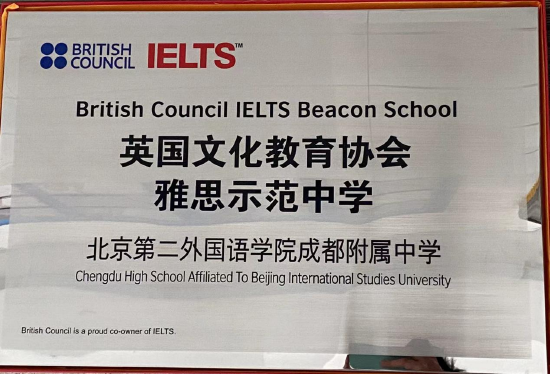 BRITISH COUNCIL IELTS™
British Council IELTS Beacon School
英国文化教育协会
雅思示范中学
北京第二外国语学院成都附属中学
Chengdu High School Affiliated To Beijing International Studies University
British Council is a proud co-owner of IELTS.